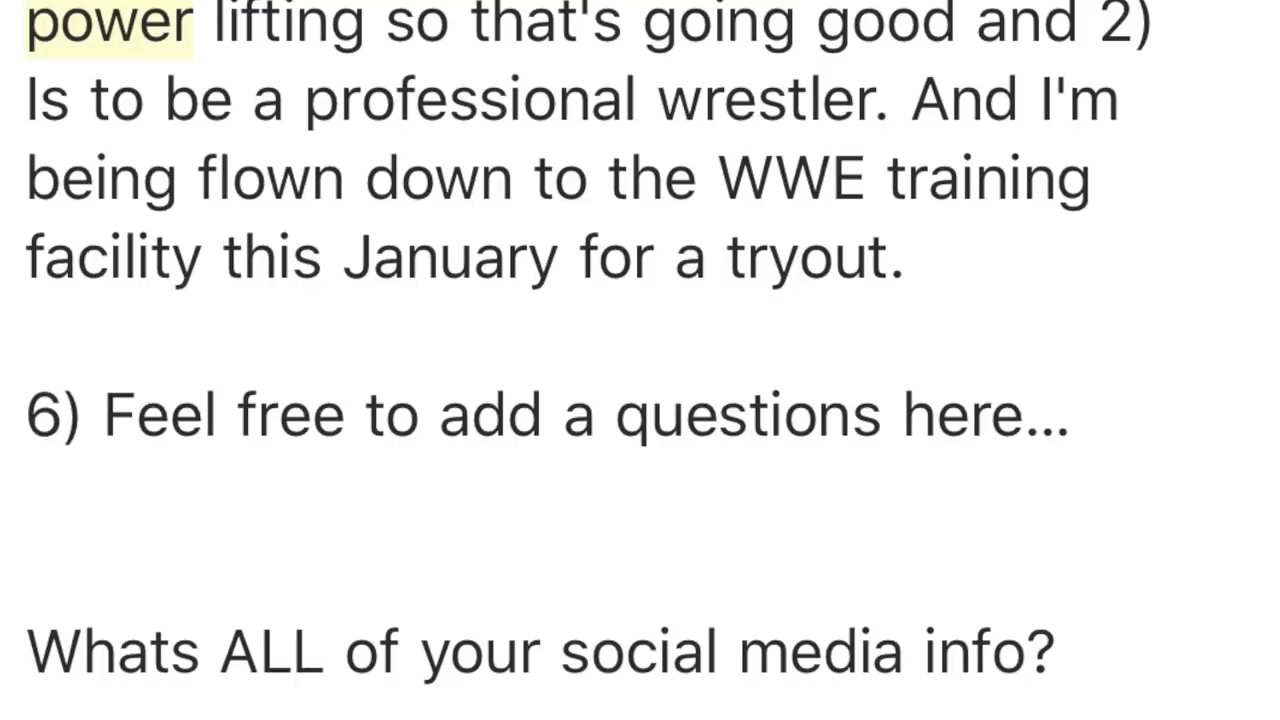 power lifting so that's going good and 2)
Is to be a professional wrestler. And I'm
being flown down to the WWE training
facility this January for a tryout.
6) Feel free to add a questions here...
Whats ALL of your social media info?